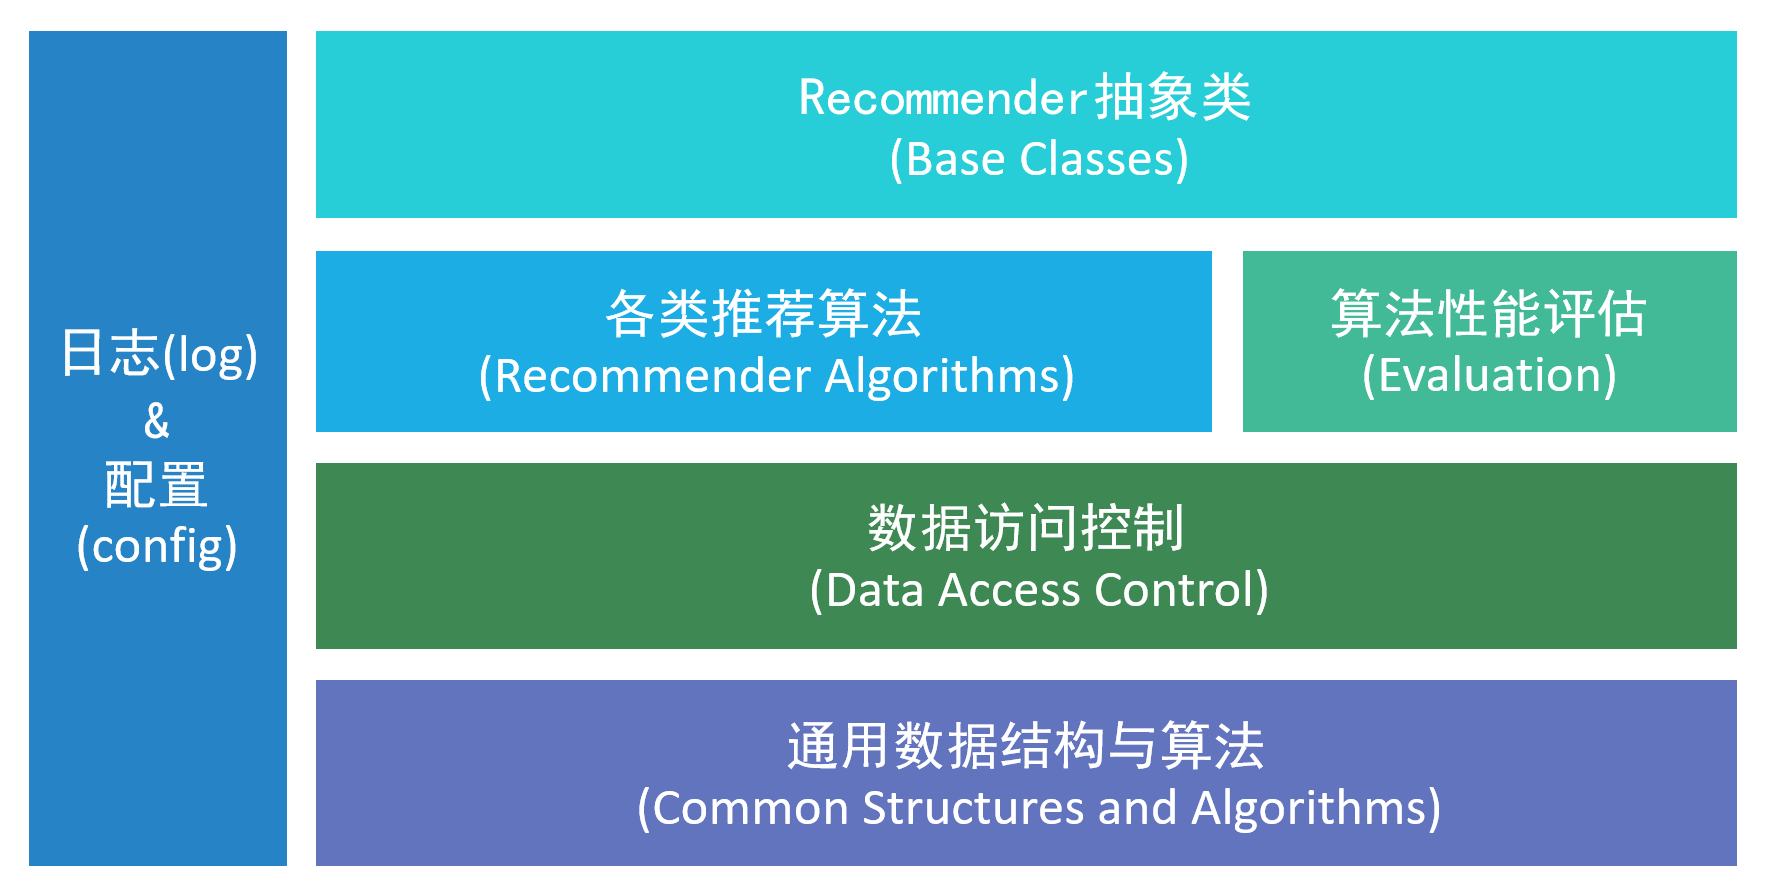 日志(log)
&
配置
(config)
Recommender抽象类
(Base Classes)
各类推荐算法
(Recommender Algorithms)
算法性能评估
(Evaluation)
数据访问控制
(Data Access Control)
通用数据结构与算法
(Common Structures and Algorithms)